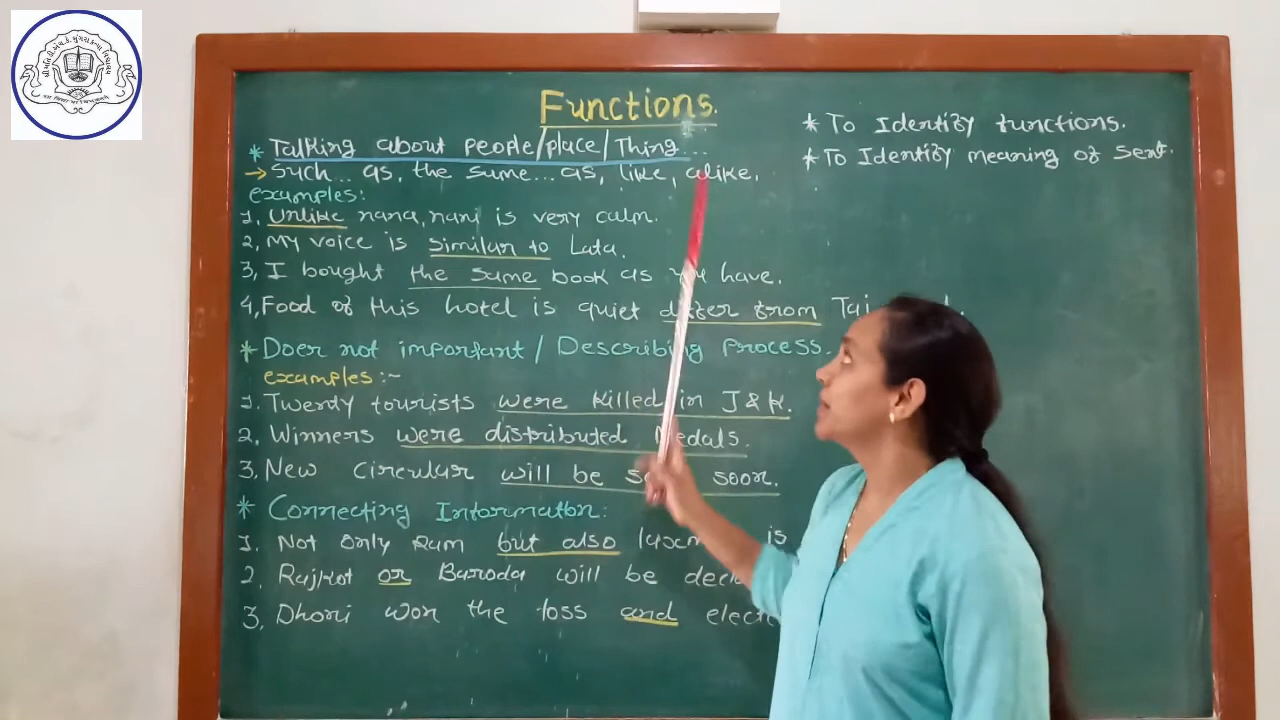 Functions.
* Talking about people/place/Thing...
→ Such... as, the same... as, like, alike.
examples:
1, Unlike nana, nani is very calm.
2, My voice is similar to Lata.
3, I bought the same book as you have.
4, Food of this hotel is quiet differ from Taj
* Doer not important / Describing process.
examples :~
1. Twenty tourists were killed in J & K.
2, Winners were distributed Medals.
3, New circular will be soon.
* Connecting Information:
1. Not only Ram but also is
2. Rajkot or Baroda will be
3, Dhoni won the toss and
* To Identify functions.
* To Identify meaning of sent.